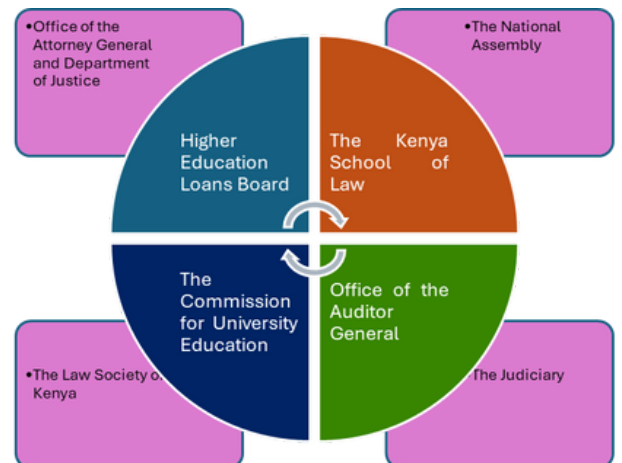 •Office of the
Attorney General
and Department
of Justice
•The National
Assembly
Higher
Education
Loans Board
The Kenya
School of
Law
The
Commission
for University
Education
Office of the
Auditor
General
•The Law Society of
Kenya
The Judiciary